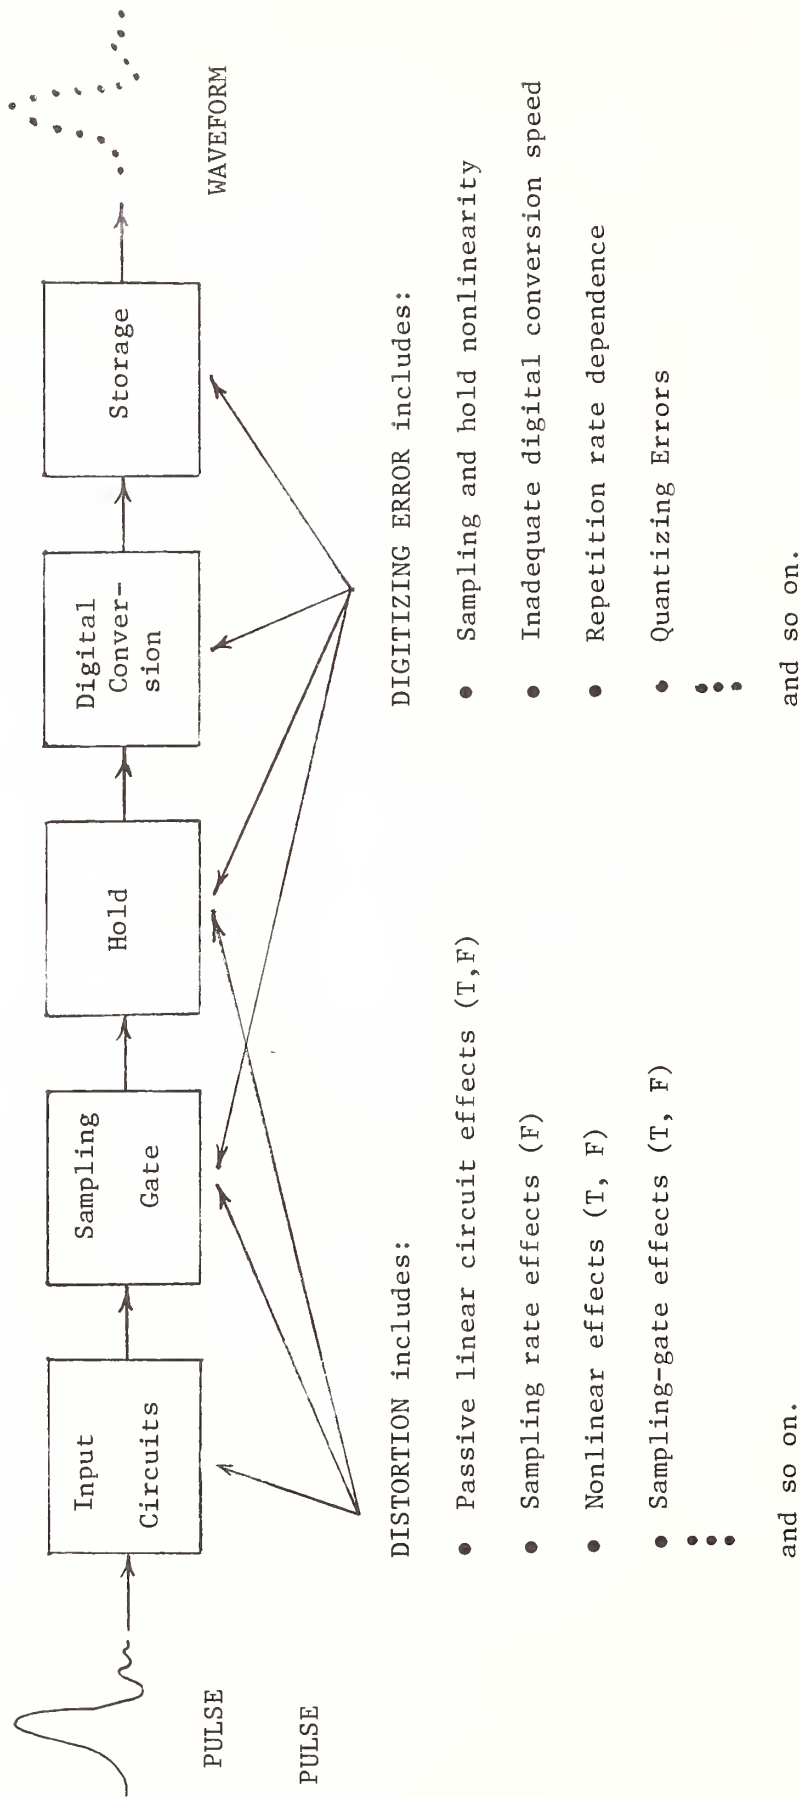 Input
Circuits
Sampling
Gate
Hold
Digital
Conver-
sion
Storage
PULSE
PULSE
WAVEFORM
DISTORTION includes:
• Passive linear circuit effects (T,F)
• Sampling rate effects (F)
• Nonlinear effects (T, F)
• Sampling-gate effects (T, F)
and so on.
DIGITIZING ERROR includes:
• Sampling and hold nonlinearity
• Inadequate digital conversion speed
• Repetition rate dependence
• Quantizing Errors
and so on.